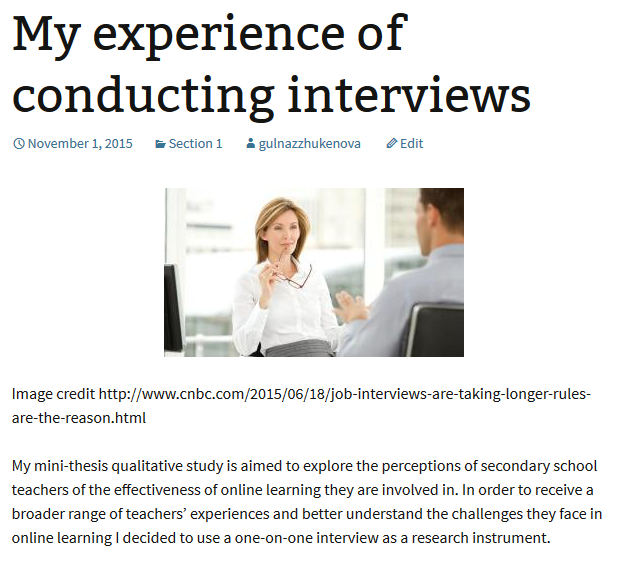 My experience of
conducting interviews
November 1, 2015 Section 1 gulnazzhukenova Edit
Image credit http://www.cnbc.com/2015/06/18/job-interviews-are-taking-longer-rules-
are-the-reason.html
My mini-thesis qualitative study is aimed to explore the perceptions of secondary school
teachers of the effectiveness of online learning they are involved in. In order to receive a
broader range of teachers’ experiences and better understand the challenges they face in
online learning I decided to use a one-on-one interview as a research instrument.